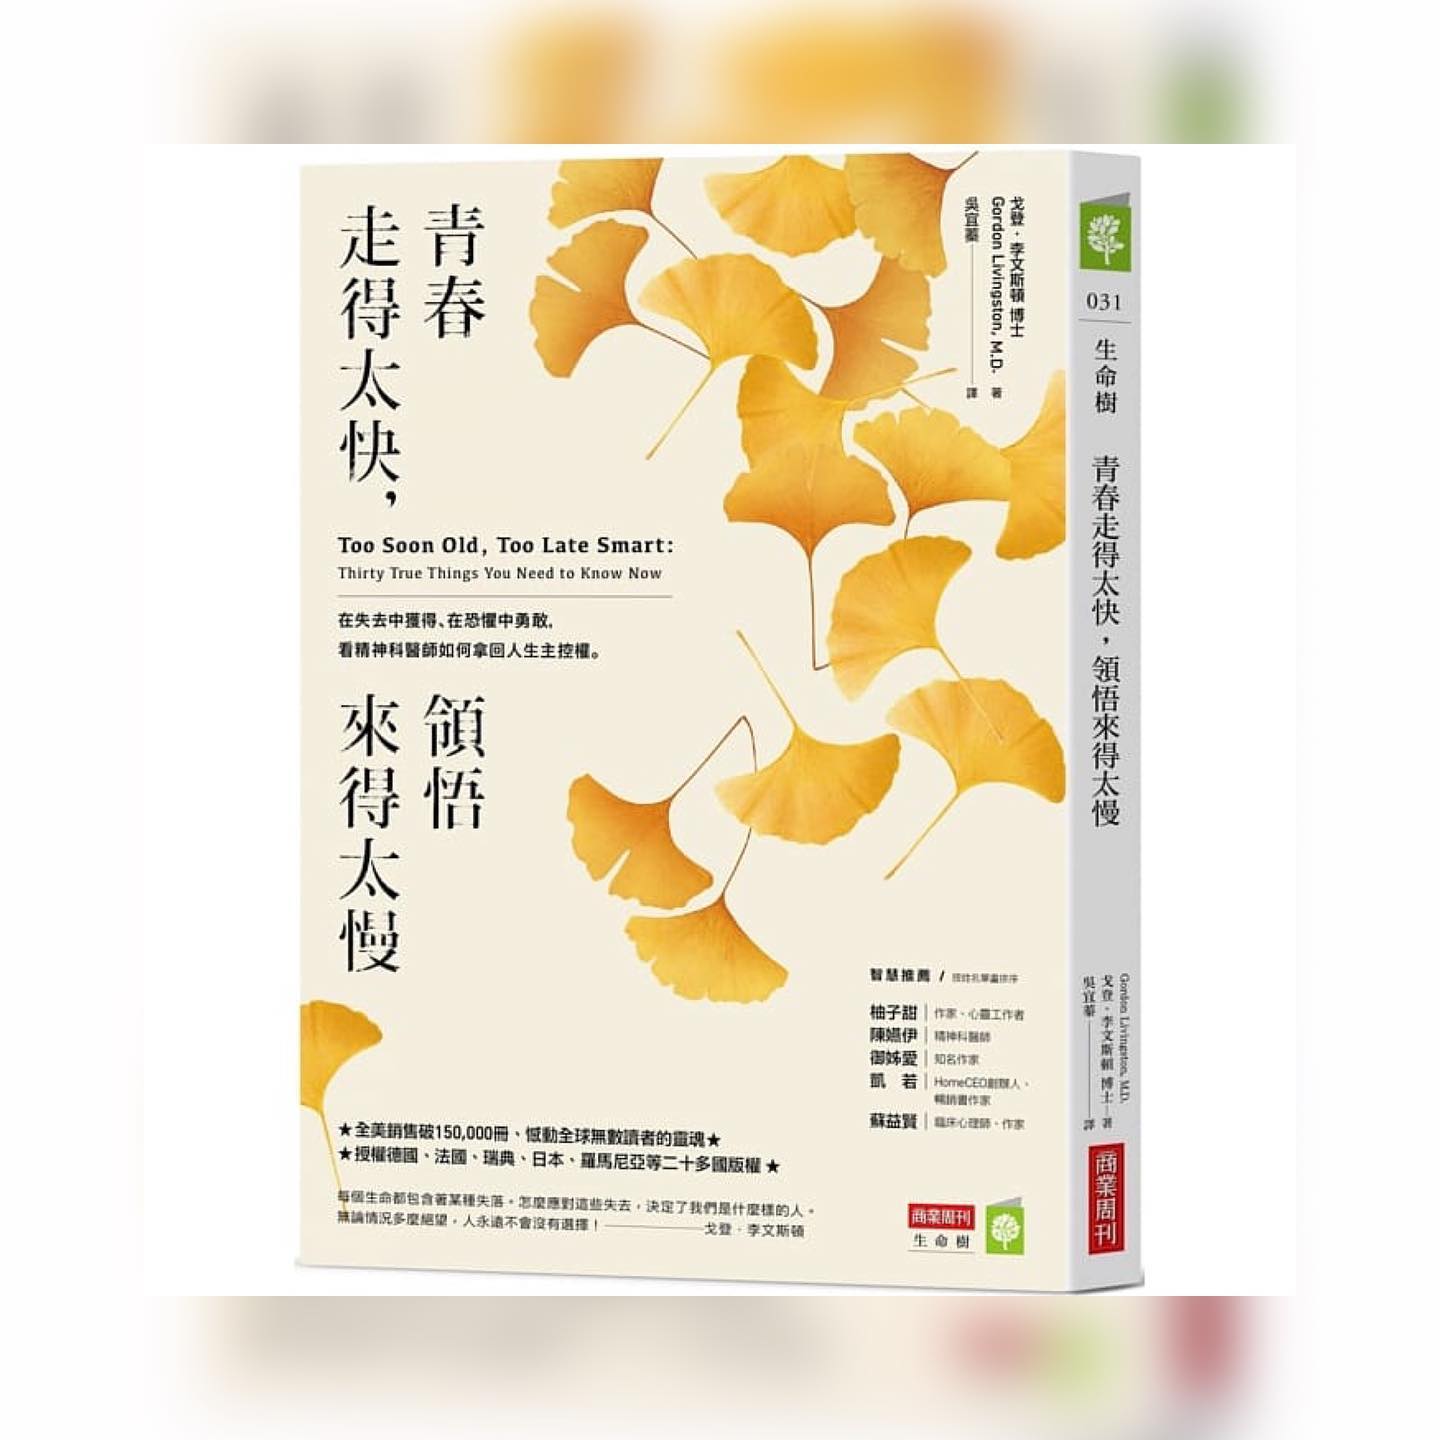 青春
走得太快，
Too Soon Old, Too Late Smart:
Thirty True Things You Need to Know Now
在失去中獲得、在恐懼中勇敢，
看精神科醫師如何拿回人生主控權。
領悟
來得太慢
戈登．李文斯頓 博士
Gordon Livingston, M.D. 著
吳宜蓁 譯
智慧推薦 / 按姓名筆畫排序
柚子甜 作家、心靈工作者
陳嬿伊 精神科醫師
御姊愛 知名作家
凱 若 HomeCEO創辦人、
暢銷書作家
蘇益賢 臨床心理師、作家
★全美銷售破150,000冊、憾動全球無數讀者的靈魂★
★授權德國、法國、瑞典、日本、羅馬尼亞等二十多國版權★
每個生命都包含著某種失落。怎麼應對這些失去，決定了我們是什麼樣的人。
無論情況多麼絕望，人永遠不會沒有選擇！——戈登．李文斯頓
商業周刊
生命樹
031
生命樹
青春走得太快，領悟來得太慢
Gordon Livingston, M.D.
戈登．李文斯頓 博士 著
吳宜蓁 譯
商業周刊